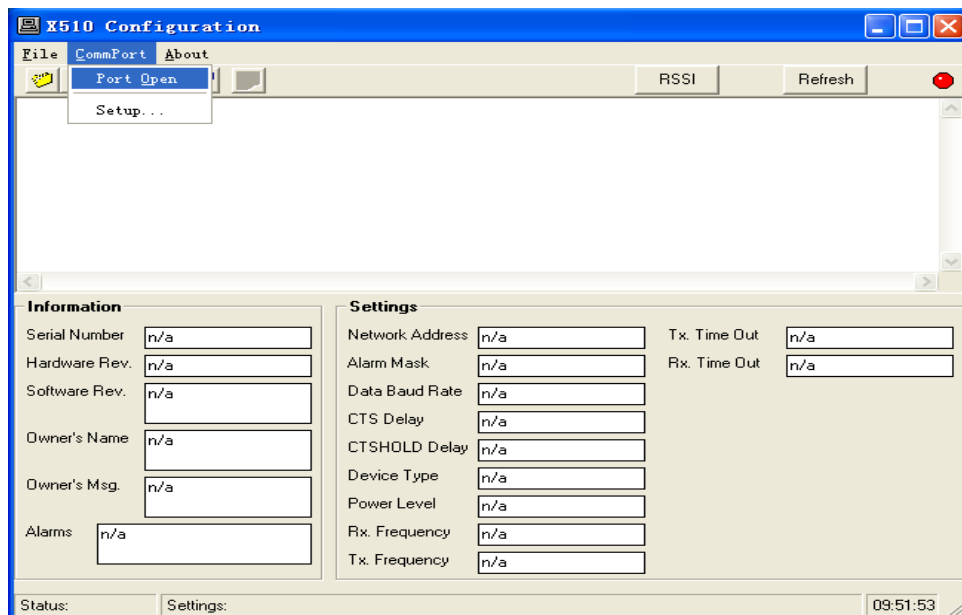 X510 Configuration
File CommPort About
Port Open
Setup...
RSSI
Refresh
Information
Serial Number n/a
Hardware Rev. n/a
Software Rev. n/a
Owner's Name n/a
Owner's Msg. n/a
Alarms n/a
Settings
Network Address n/a
Alarm Mask n/a
Data Baud Rate n/a
CTS Delay n/a
CTSHOLD Delay n/a
Device Type n/a
Power Level n/a
Rx. Frequency n/a
Tx. Frequency n/a
Tx. Time Out n/a
Rx. Time Out n/a
Status:
Settings:
09:51:53